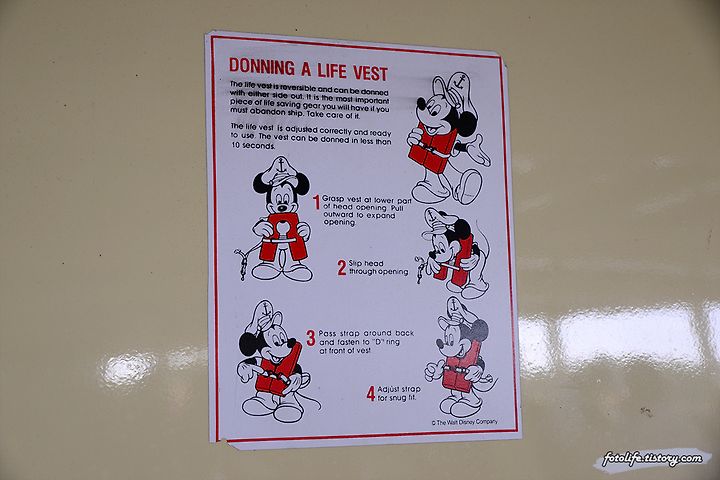 DONNING A LIFE VEST
The life vest is reversible and can be donned
with either side out. It is the most important
piece of life saving gear you will have if you
must abandon ship. Take care of it.
The life vest is adjusted correctly and ready
to use. The vest can be donned in less than
10 seconds.
1 Grasp vest at lower part
of head opening. Pull
outward to expand
opening.
2 Slip head
through opening.
3 Pass strap around back
and fasten to "D" ring
at front of vest
4 Adjust strap
for snug fit.
© The Walt Disney Company
fotolife.tistory.com